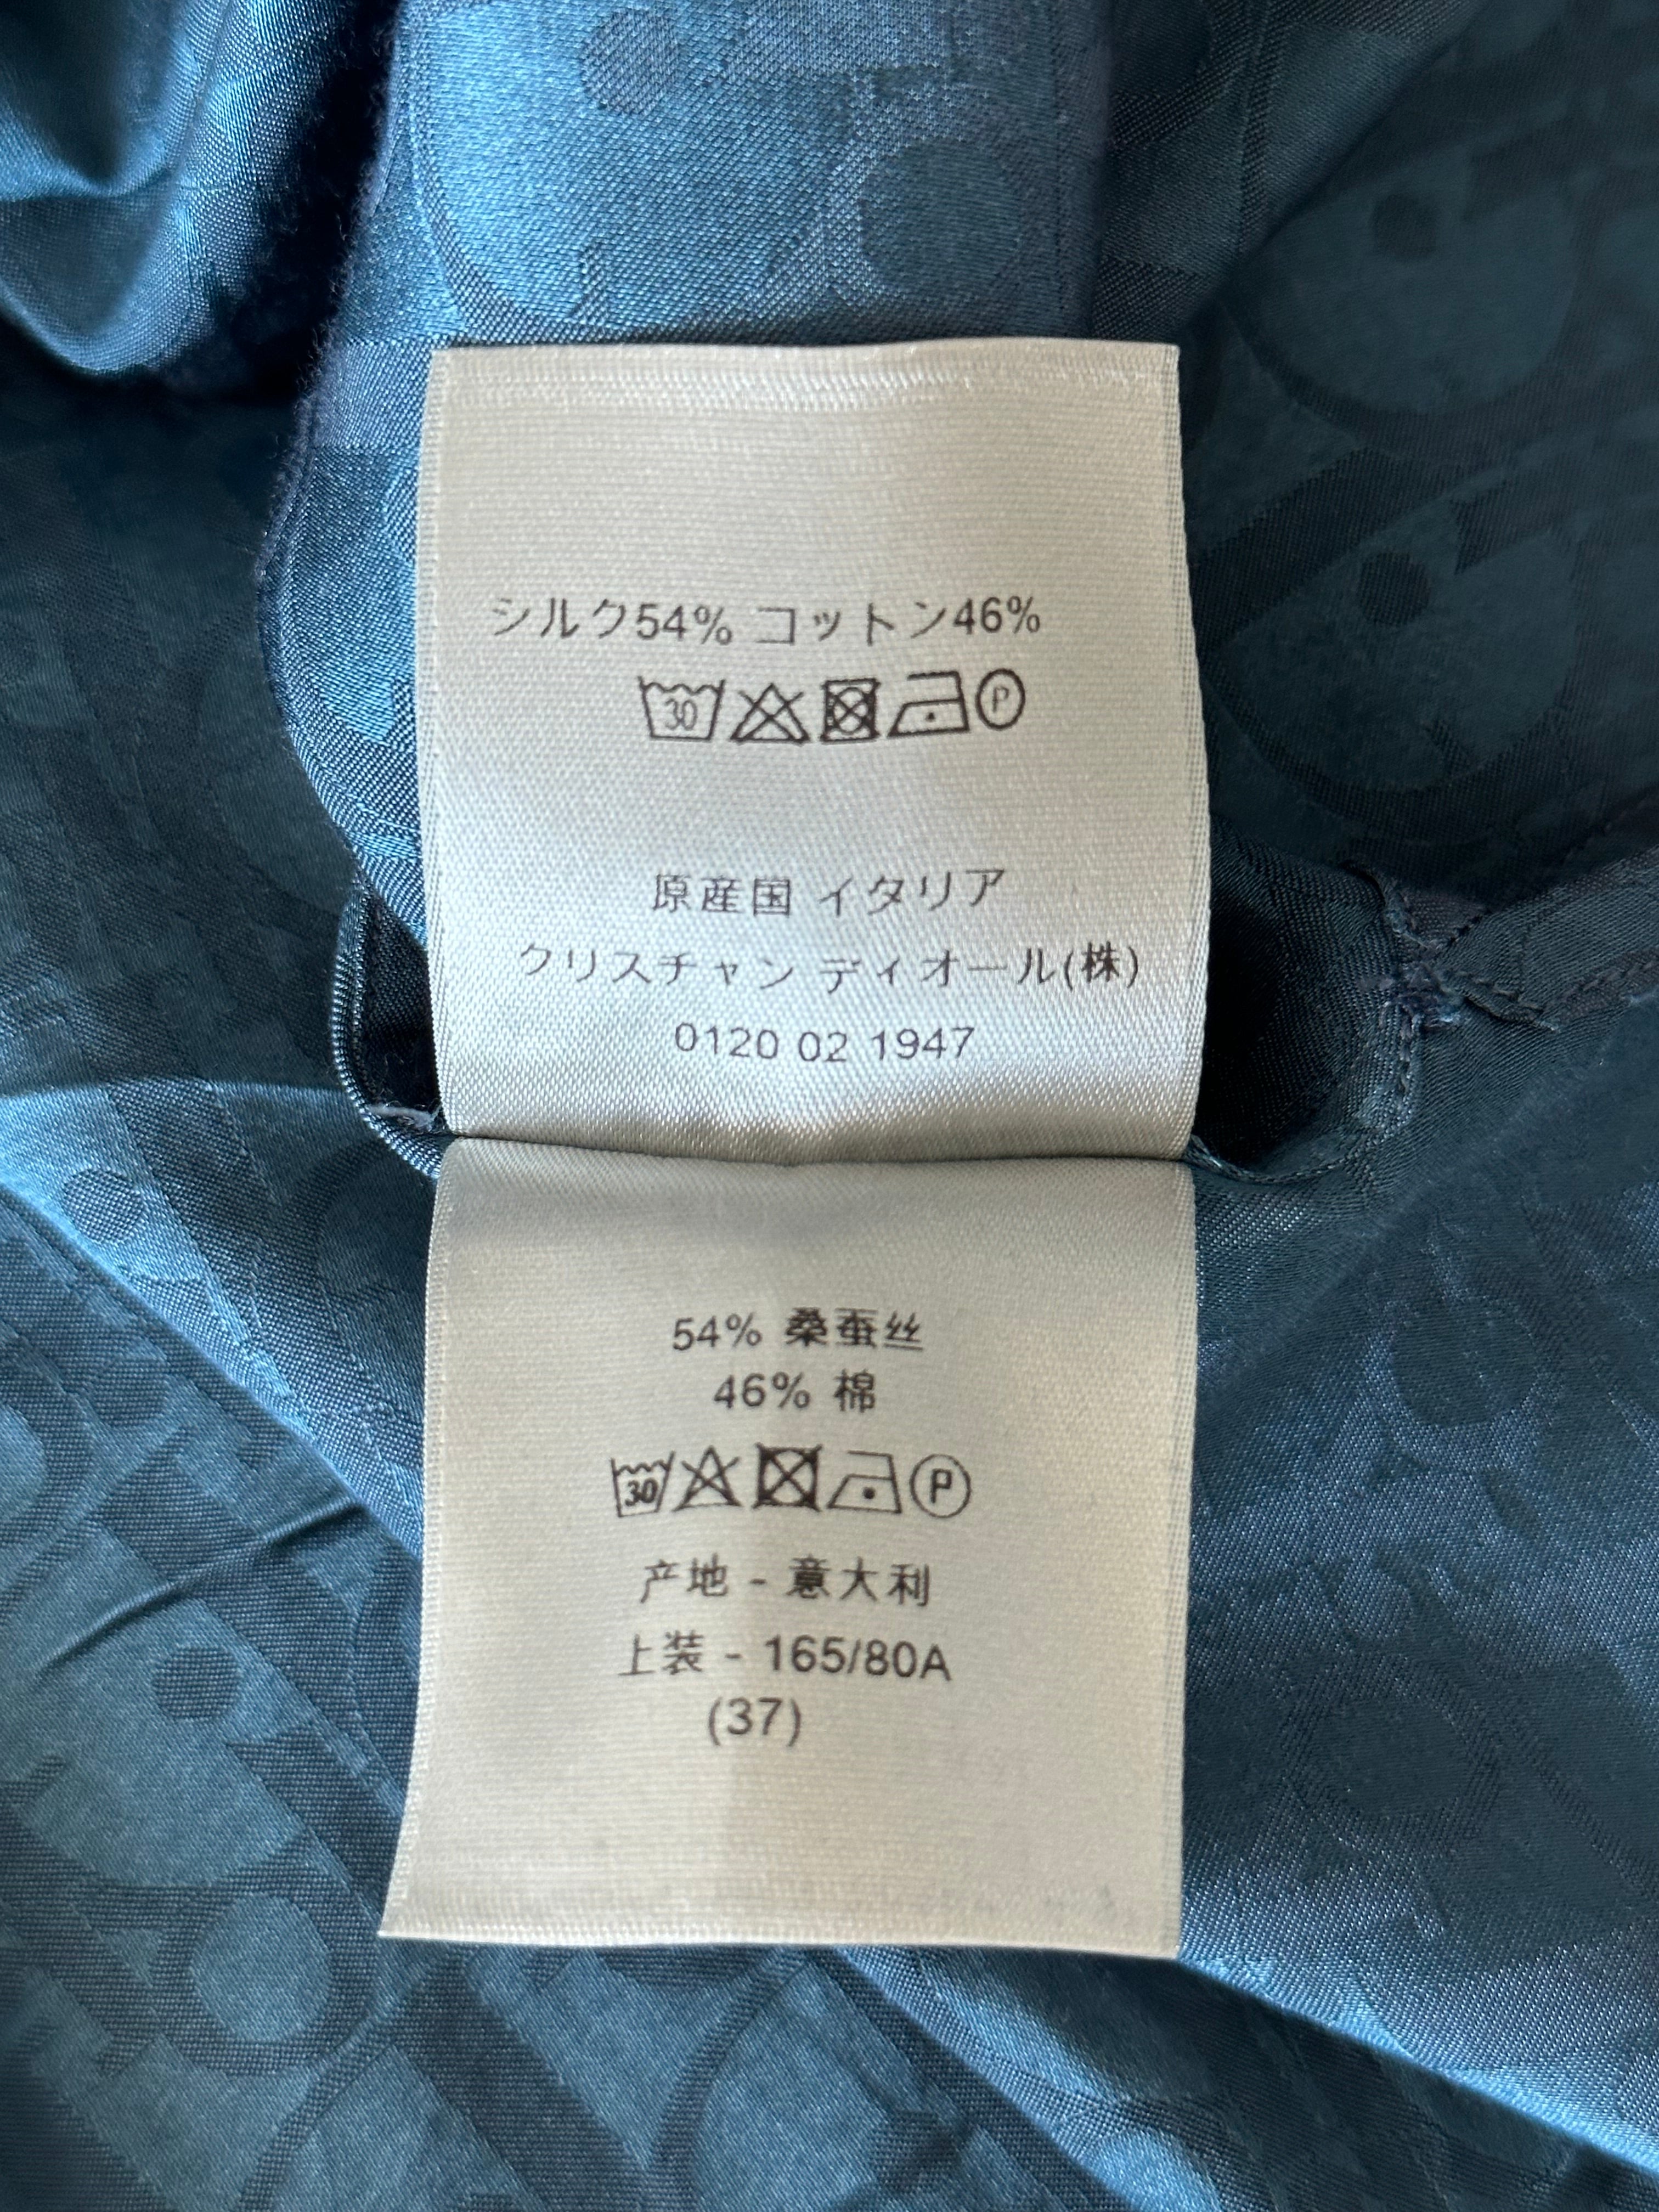 シルク54% コットン46%
30 P
原産国 イタリア
クリスチャン ディオール(株)
0120 02 1947
54% 桑蚕丝
46% 棉
30 P
产地 - 意大利
上装 - 165/80A
(37)